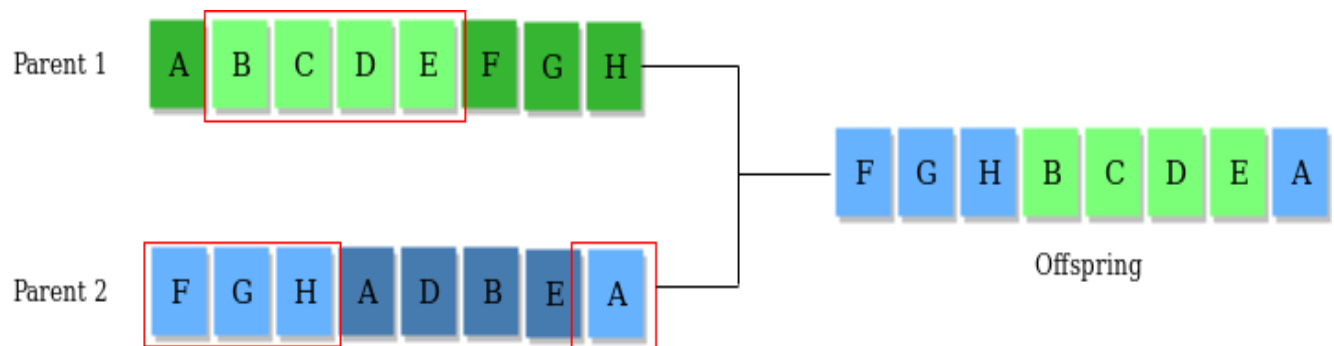 Parent 1 A B C D E F G H
F G H B C D E A
Offspring
Parent 2 F G H A D B E A